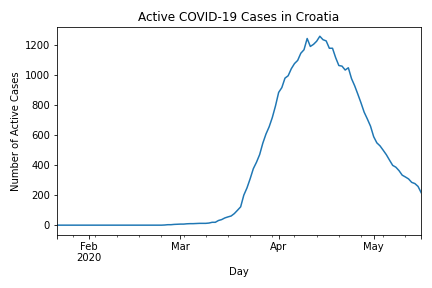 Active COVID-19 Cases in Croatia
Number of Active Cases
1200
1000
800
600
400
200
0
Feb
2020
Mar
Apr
May
Day